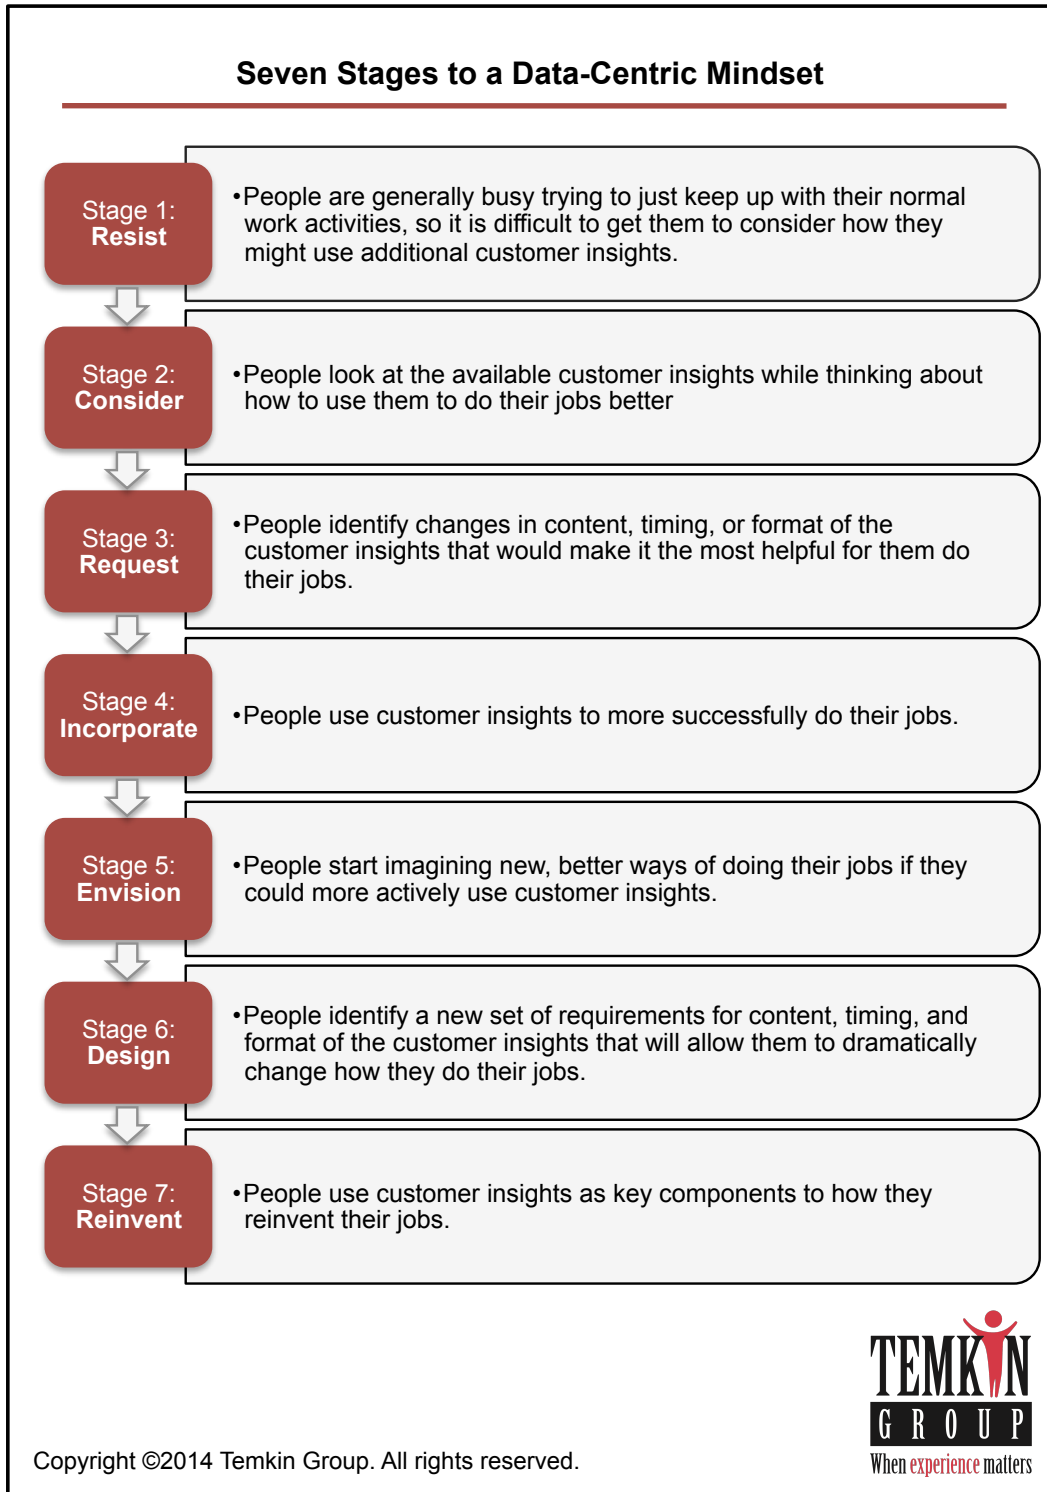 Seven Stages to a Data-Centric Mindset
Stage 1:
Resist
•People are generally busy trying to just keep up with their normal
work activities, so it is difficult to get them to consider how they
might use additional customer insights.
Stage 2:
Consider
•People look at the available customer insights while thinking about
how to use them to do their jobs better
Stage 3:
Request
•People identify changes in content, timing, or format of the
customer insights that would make it the most helpful for them do
their jobs.
Stage 4:
Incorporate
•People use customer insights to more successfully do their jobs.
Stage 5:
Envision
•People start imagining new, better ways of doing their jobs if they
could more actively use customer insights.
Stage 6:
Design
•People identify a new set of requirements for content, timing, and
format of the customer insights that will allow them to dramatically
change how they do their jobs.
Stage 7:
Reinvent
•People use customer insights as key components to how they
reinvent their jobs.
TEMKIN
GROUP
When experience matters
Copyright ©2014 Temkin Group. All rights reserved.